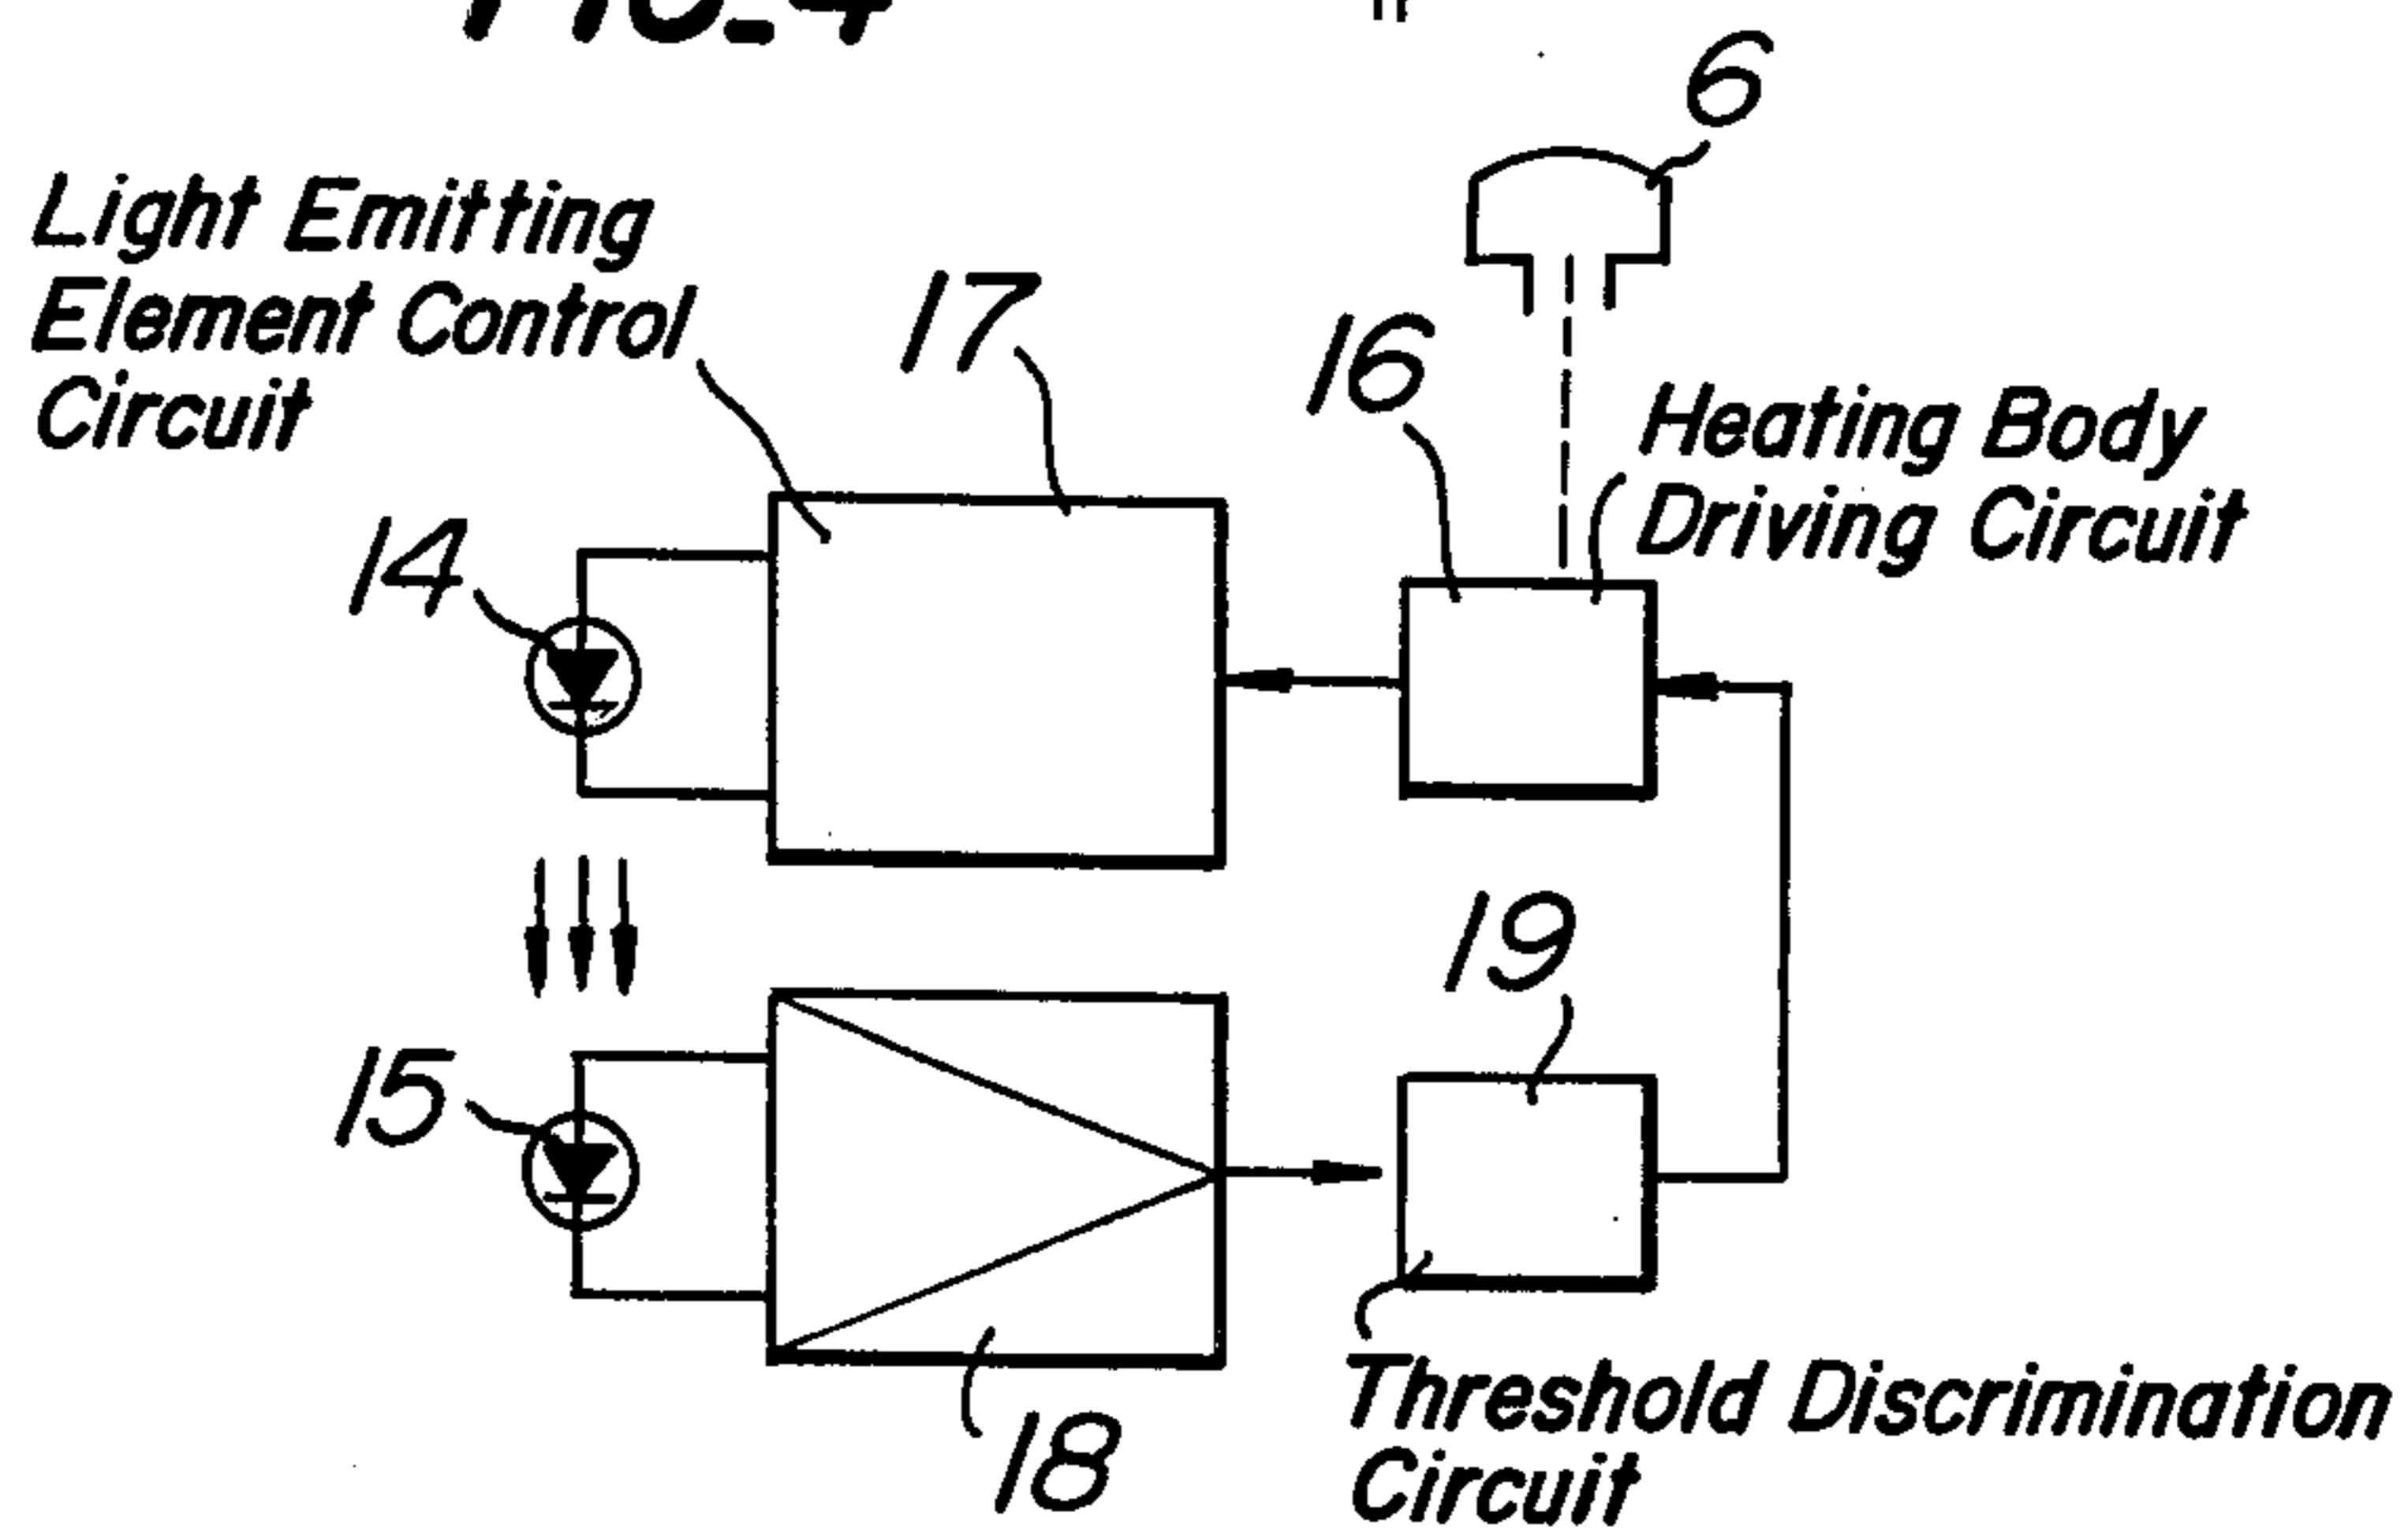 FIG_4
6
Light Emitting
Element Control
Circuit
17
16
Heating Body
Driving Circuit
14
19
15
18
Threshold Discrimination
Circuit